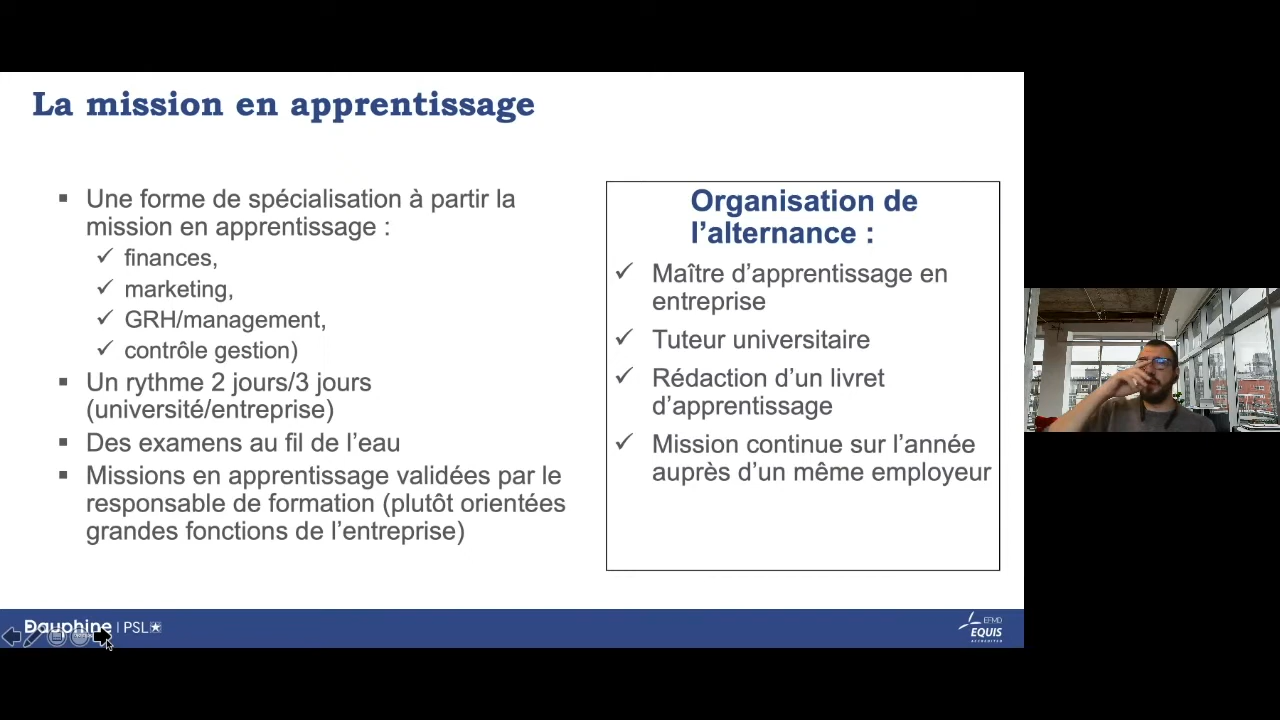 La mission en apprentissage
Une forme de spécialisation à partir la
mission en apprentissage :
finances,
marketing,
GRH/management,
contrôle gestion)
Un rythme 2 jours/3 jours
(université/entreprise)
Des examens au fil de l'eau
Missions en apprentissage validées par le
responsable de formation (plutôt orientées
grandes fonctions de l'entreprise)
Organisation de
l'alternance :
Maître d'apprentissage en
entreprise
Tuteur universitaire
Rédaction d'un livret
d'apprentissage
Mission continue sur l'année
auprès d'un même employeur
Dauphine | PSL
EFMD
EQUIS
ACCREDITED